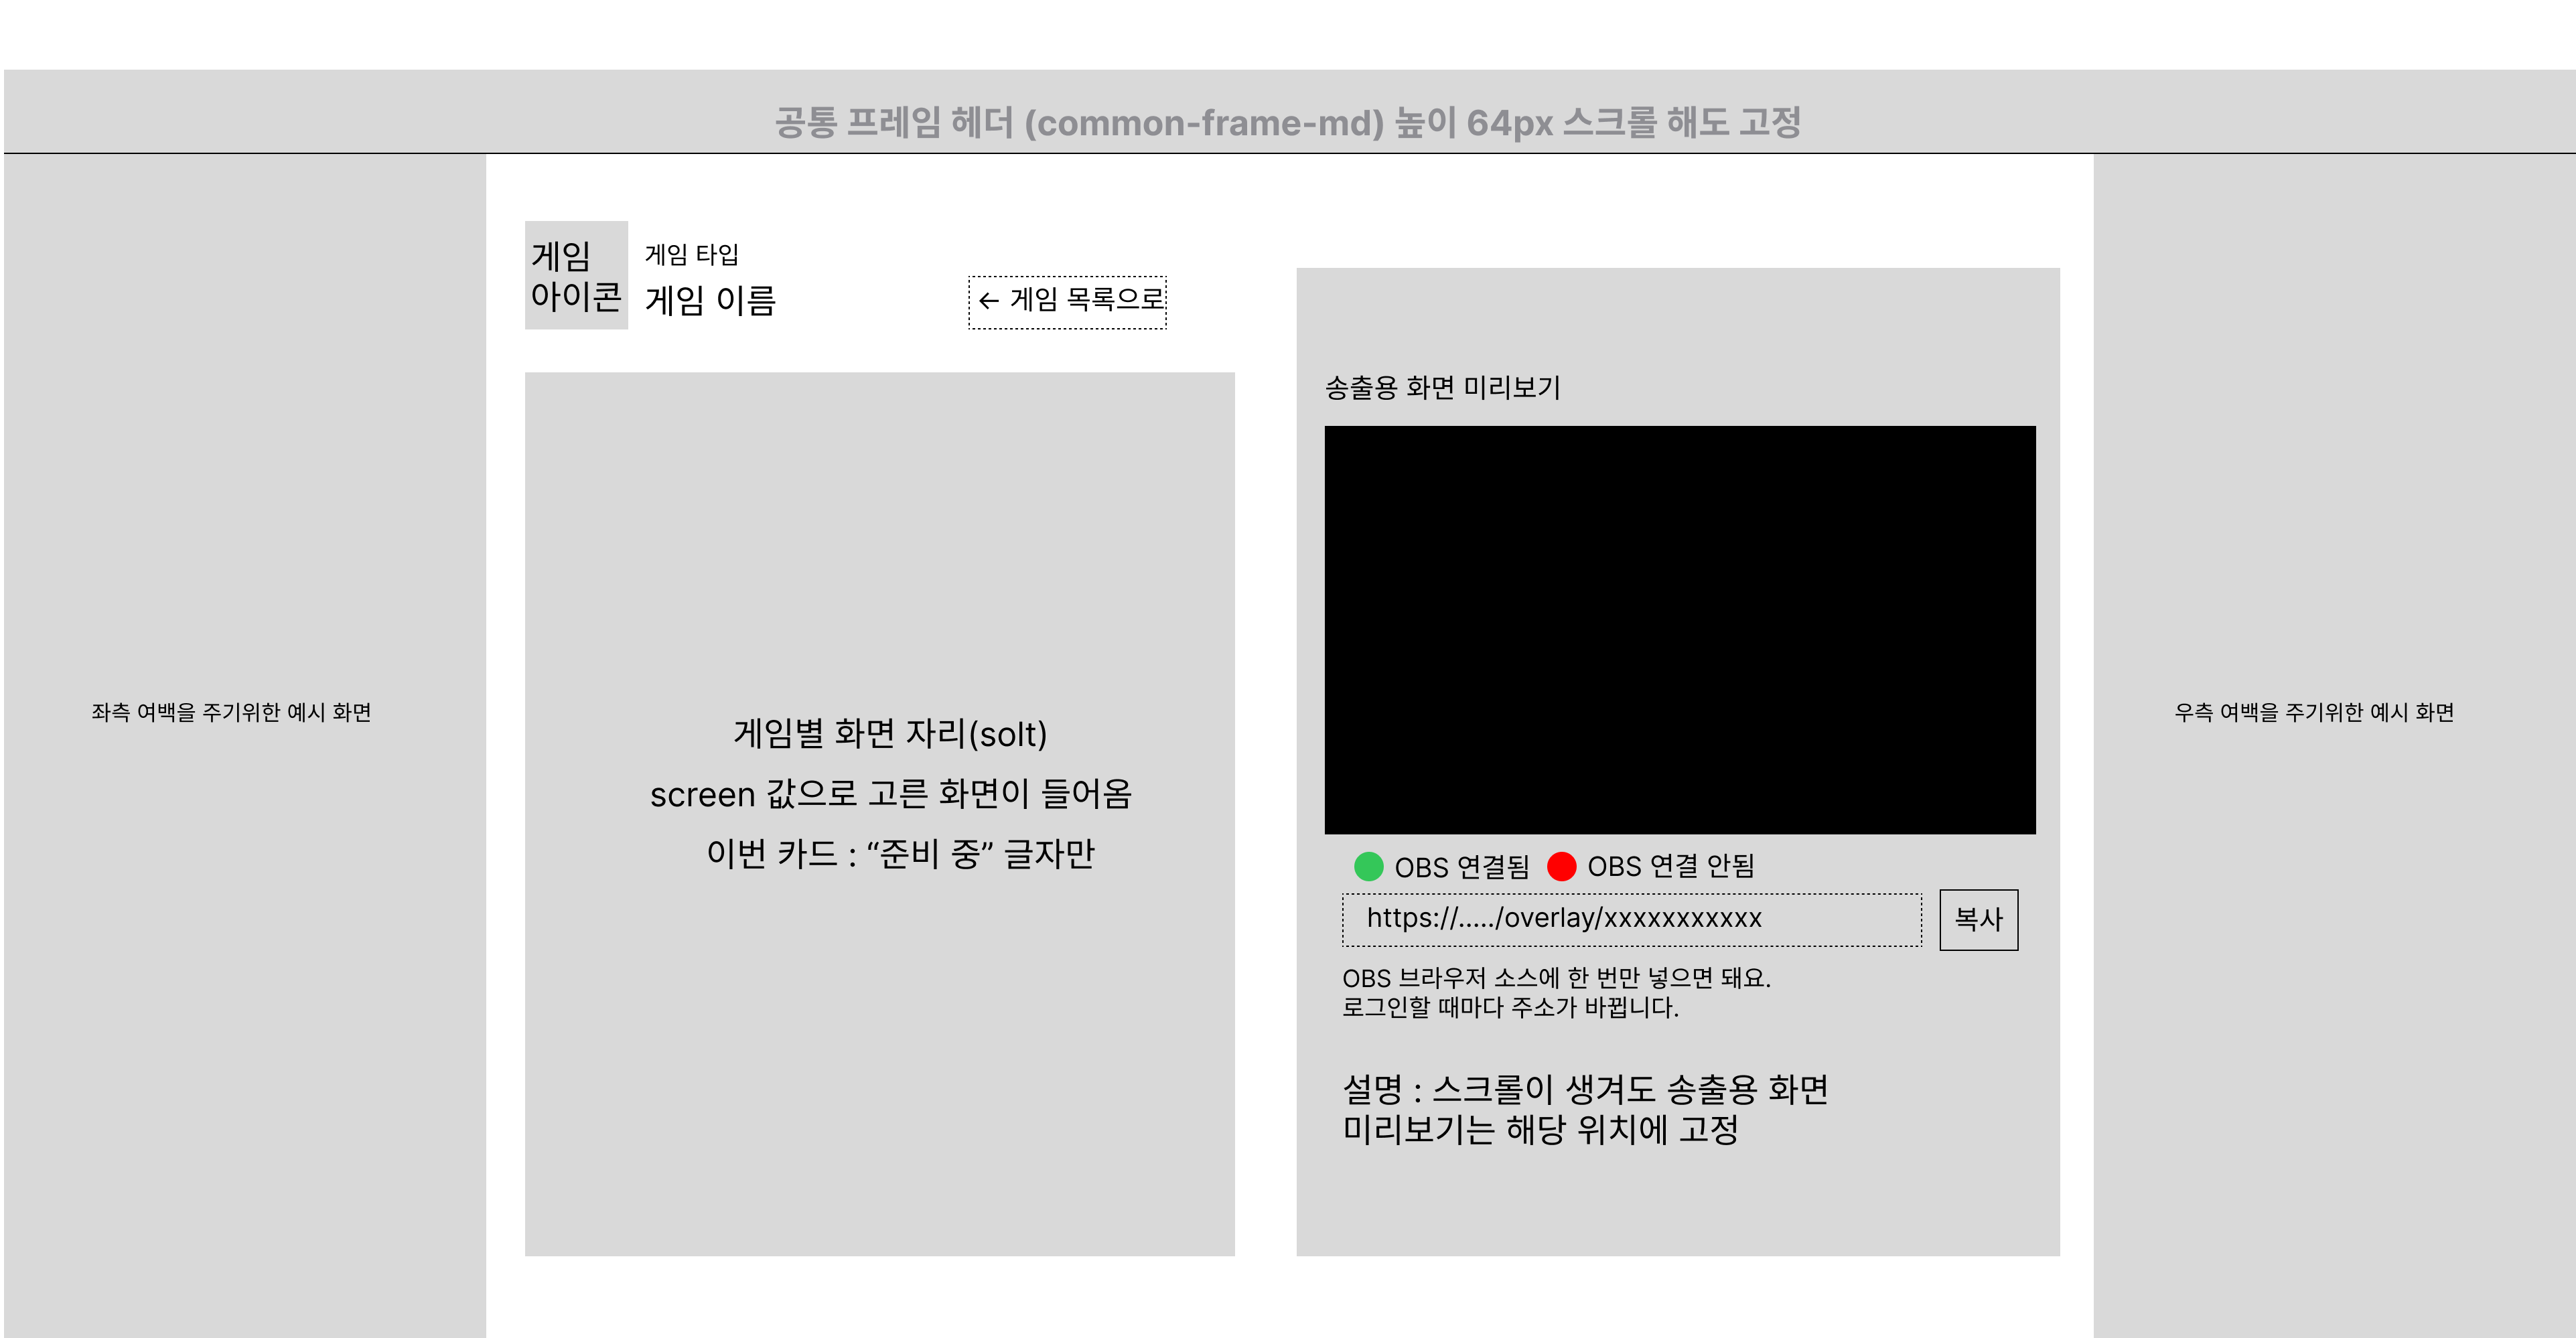 공통 프레임 헤더 (common-frame-md) 높이 64px 스크롤 해도 고정
게임
아이콘
게임 타입
게임 이름
← 게임 목록으로
송출용 화면 미리보기
좌측 여백을 주기위한 예시 화면
게임별 화면 자리(solt)
screen 값으로 고른 화면이 들어옴
이번 카드 : “준비 중” 글자만
우측 여백을 주기위한 예시 화면
OBS 연결됨
OBS 연결 안됨
https://...../overlay/xxxxxxxxxxx
복사
OBS 브라우저 소스에 한 번만 넣으면 돼요.
로그인할 때마다 주소가 바뀝니다.
설명 : 스크롤이 생겨도 송출용 화면
미리보기는 해당 위치에 고정